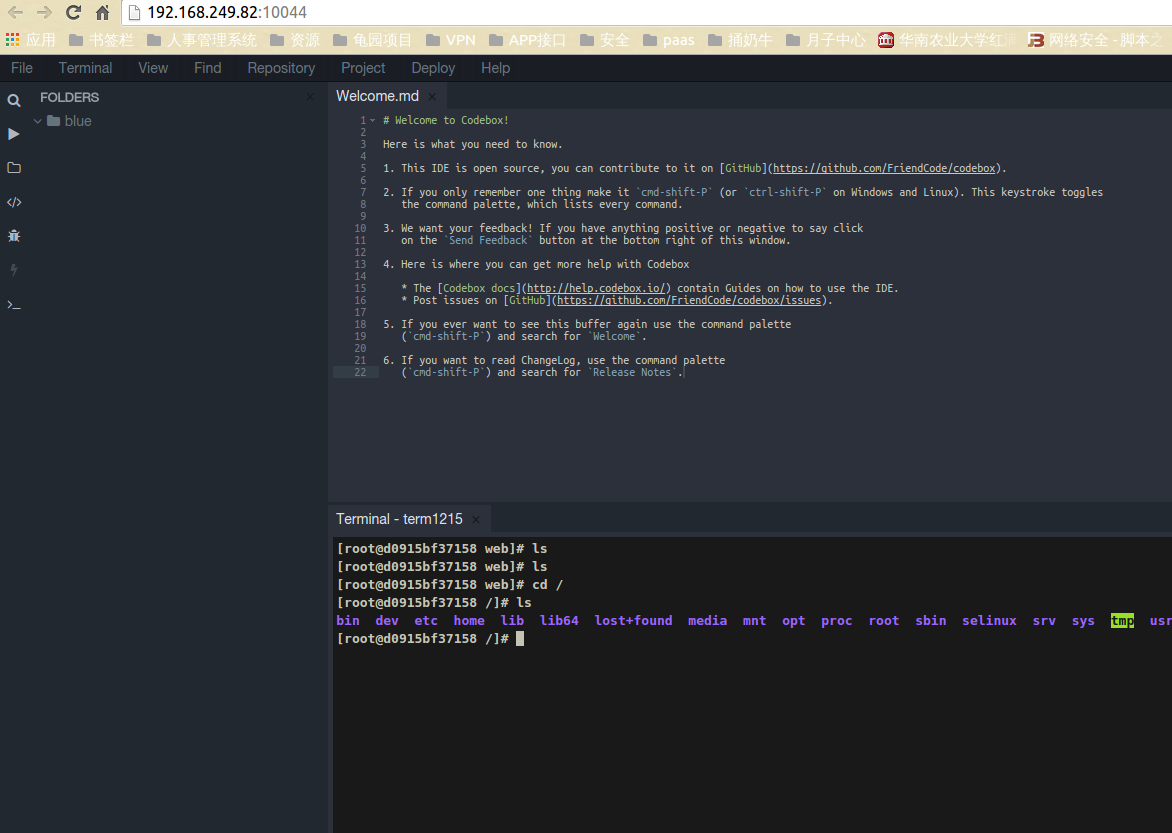 192.168.249.82:10044
应用 书签栏 人事管理系统 资源 龟园项目 VPN APP接口 安全 paas 捅奶牛 月子中心 华南农业大学红 网络安全 - 脚本之
File Terminal View Find Repository Project Deploy Help
FOLDERS
blue
Welcome.md
1 # Welcome to Codebox!
2
3 Here is what you need to know.
4
5 1. This IDE is open source, you can contribute to it on [GitHub](https://github.com/FriendCode/codebox).
6
7 2. If you only remember one thing make it `cmd-shift-P` (or `ctrl-shift-P` on Windows and Linux). This keystroke toggles
8 the command palette, which lists every command.
9
10 3. We want your feedback! If you have anything positive or negative to say click
11 on the `Send Feedback` button at the bottom right of this window.
12
13 4. Here is where you can get more help with Codebox
14
15 * The [Codebox docs](http://help.codebox.io/) contain Guides on how to use the IDE.
16 * Post issues on [GitHub](https://github.com/FriendCode/codebox/issues).
17
18 5. If you ever want to see this buffer again use the command palette
19 (`cmd-shift-P`) and search for `Welcome`.
20
21 6. If you want to read ChangeLog, use the command palette
22 (`cmd-shift-P`) and search for `Release Notes`.
Terminal - term1215
[root@d0915bf37158 web]# ls
[root@d0915bf37158 web]# ls
[root@d0915bf37158 web]# cd /
[root@d0915bf37158 /]# ls
bin dev etc home lib lib64 lost+found media mnt opt proc root sbin selinux srv sys tmp usr
[root@d0915bf37158 /]#